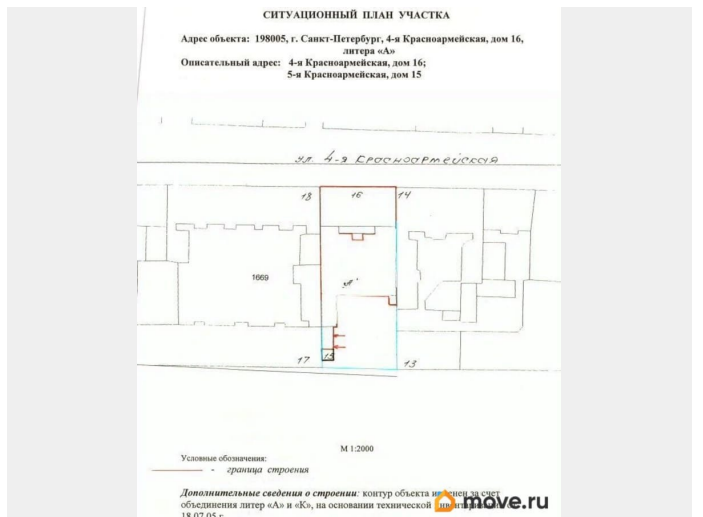 СИТУАЦИОННЫЙ ПЛАН УЧАСТКА
Адрес объекта: 198005, г. Санкт-Петербург, 4-я Красноармейская, дом 16,
литера «А»
Описательный адрес: 4-я Красноармейская, дом 16;
5-я Красноармейская, дом 15
ул. 4-я Красноармейская
18 16 14
1669
"А"
17 15 13
М 1:2000
Условные обозначения:
- граница строения
Дополнительные сведения о строении: контур объекта изменен за счет
объединения литер «А» и «К», на основании технической
18.07.05 г.
move.ru